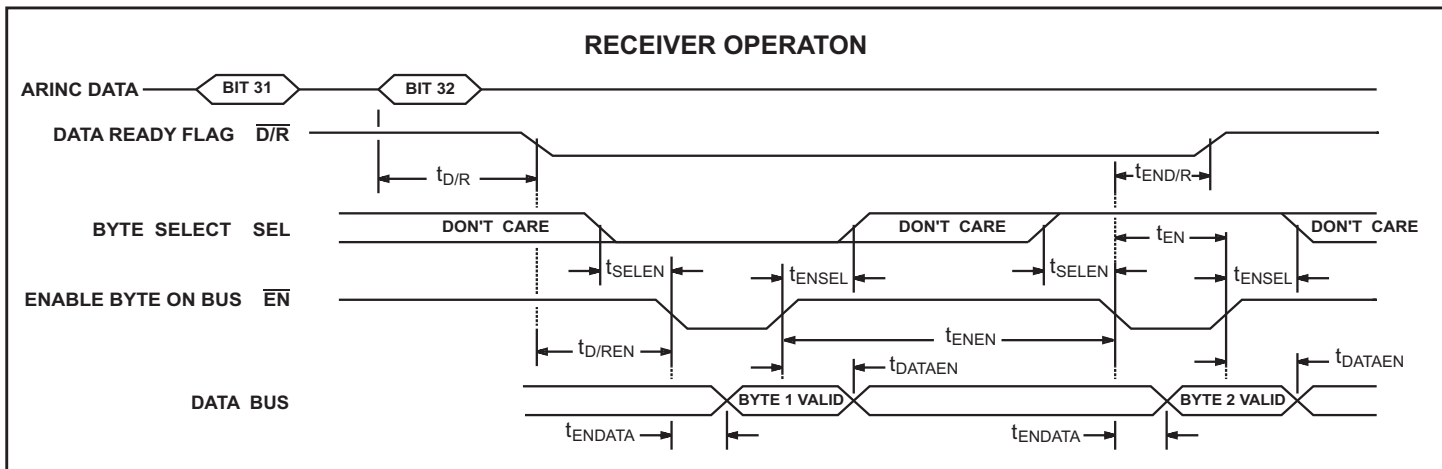 RECEIVER OPERATON
ARINC DATA BIT 31 BIT 32
DATA READY FLAG D/R
tD/R tEND/R
BYTE SELECT SEL DON'T CARE DON'T CARE DON'T CARE
tEN
tSELEN tENSEL tSELEN tENSEL
ENABLE BYTE ON BUS EN
tD/REN tENEN
tDATAEN tDATAEN
DATA BUS BYTE 1 VALID BYTE 2 VALID
tENDATA tENDATA